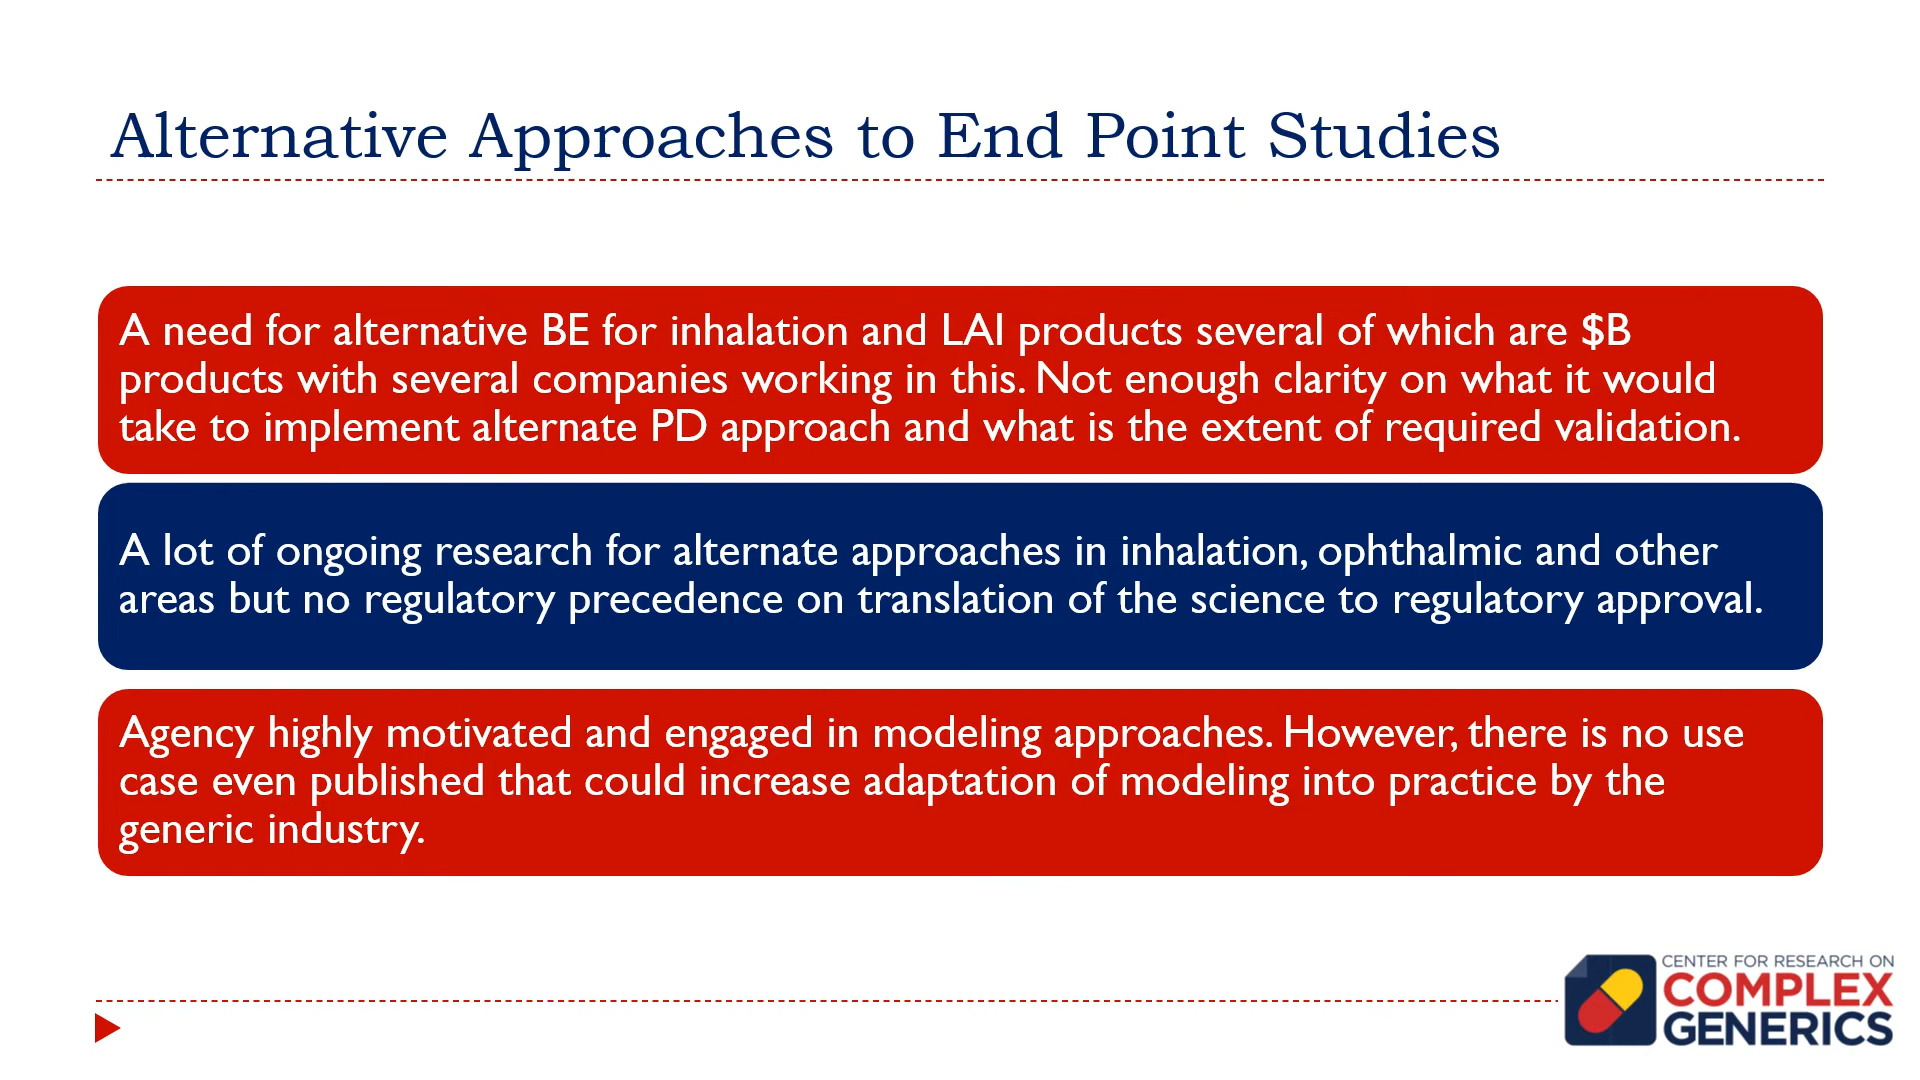 Alternative Approaches to End Point Studies
A need for alternative BE for inhalation and LAI products several of which are $B
products with several companies working in this. Not enough clarity on what it would
take to implement alternate PD approach and what is the extent of required validation.
A lot of ongoing research for alternate approaches in inhalation, ophthalmic and other
areas but no regulatory precedence on translation of the science to regulatory approval.
Agency highly motivated and engaged in modeling approaches. However, there is no use
case even published that could increase adaptation of modeling into practice by the
generic industry.
CENTER FOR RESEARCH ON
COMPLEX
GENERICS